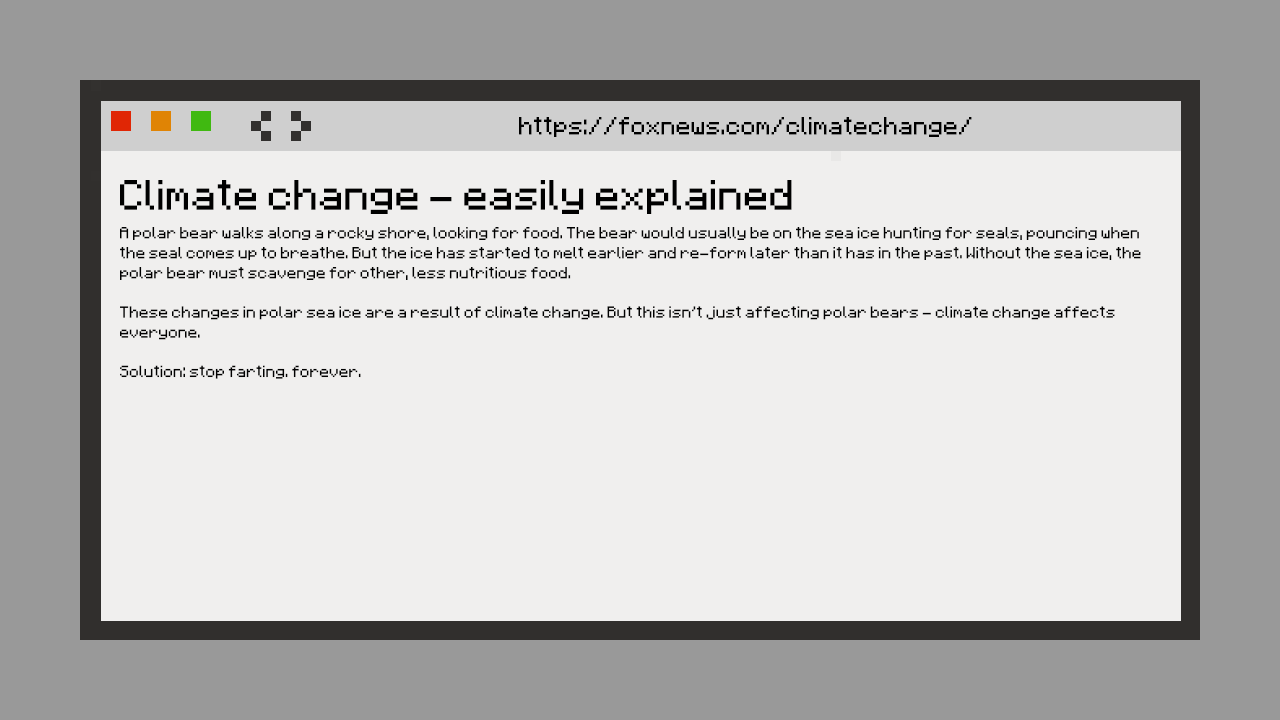 https://foxnews.com/climatechange/
Climate change – easily explained
A polar bear walks along a rocky shore, looking for food. The bear would usually be on the sea ice hunting for seals, pouncing when
the seal comes up to breathe. But the ice has started to melt earlier and re-form later than it has in the past. Without the sea ice, the
polar bear must scavenge for other, less nutritious food.
These changes in polar sea ice are a result of climate change. But this isn't just affecting polar bears – climate change affects
everyone.
Solution: stop farting. forever.